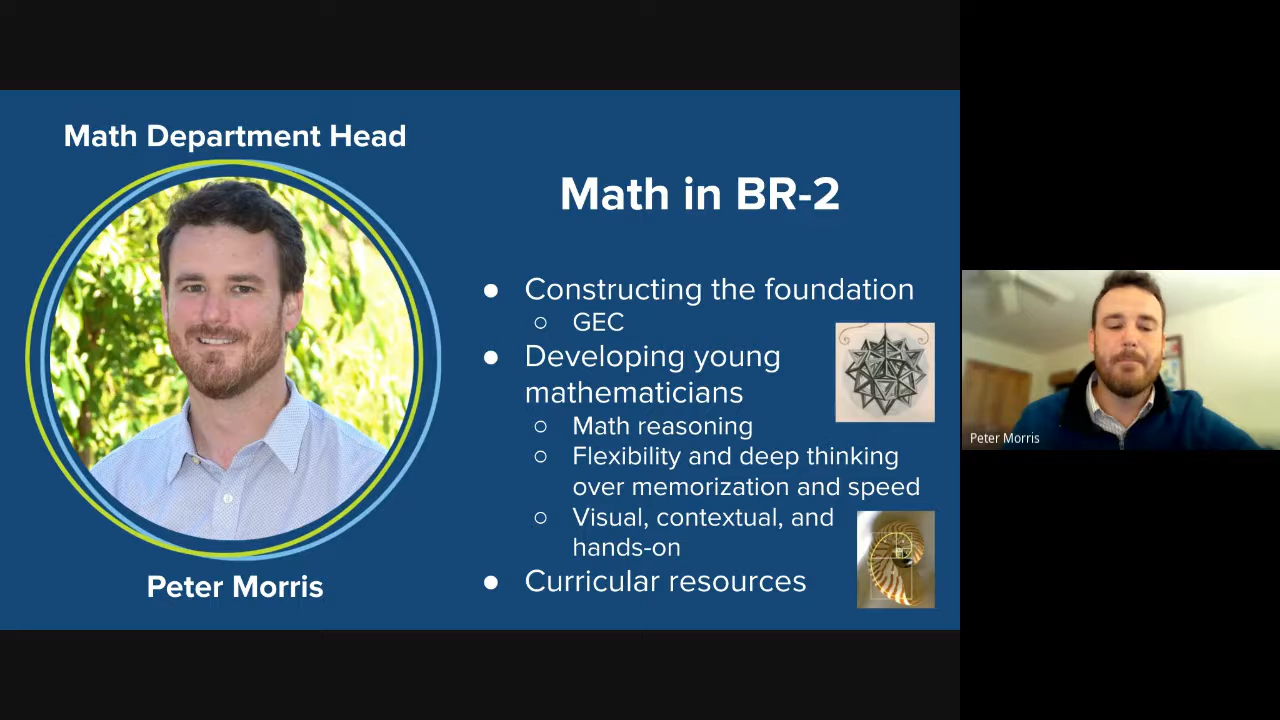 Math Department Head
Peter Morris
Math in BR-2
● Constructing the foundation
○ GEC
● Developing young
mathematicians
○ Math reasoning
○ Flexibility and deep thinking
over memorization and speed
○ Visual, contextual, and
hands-on
● Curricular resources
Peter Morris